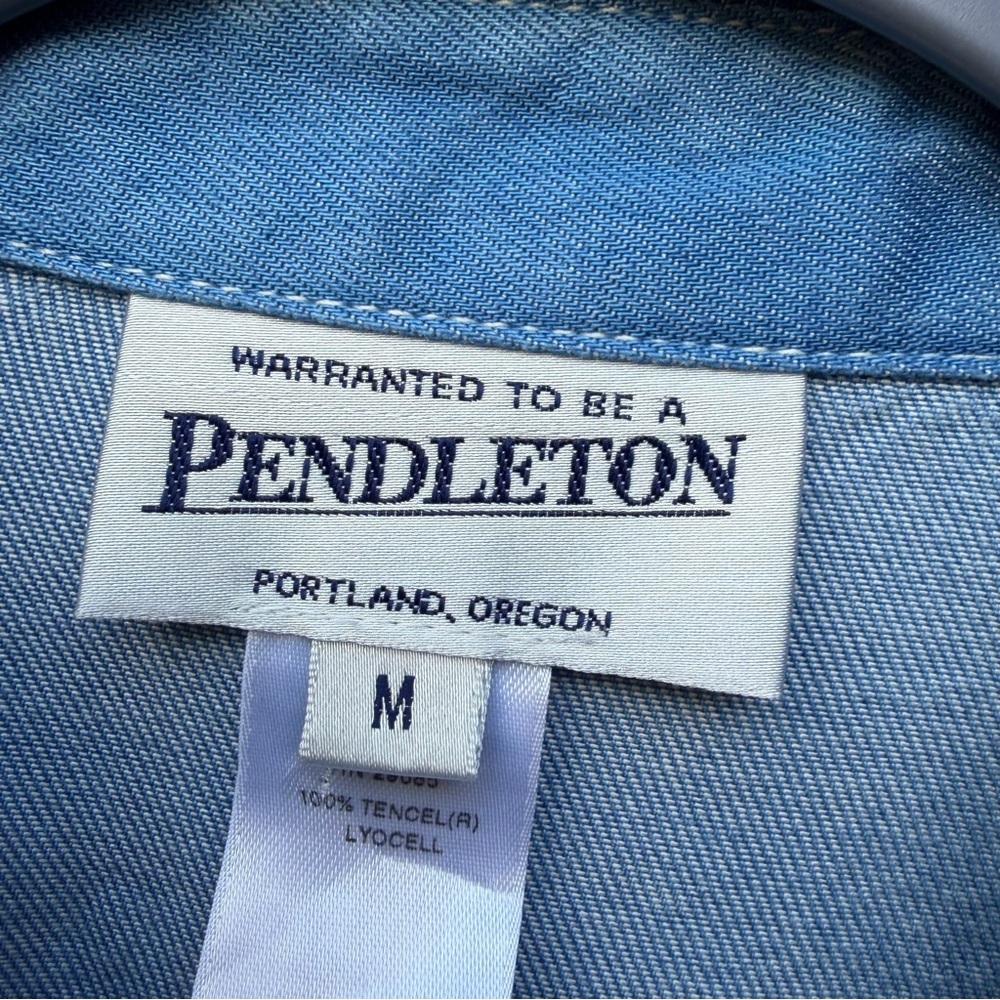 WARRANTED TO BE A
PENDLETON
PORTLAND, OREGON
M
100% TENCEL(R)
LYOCELL